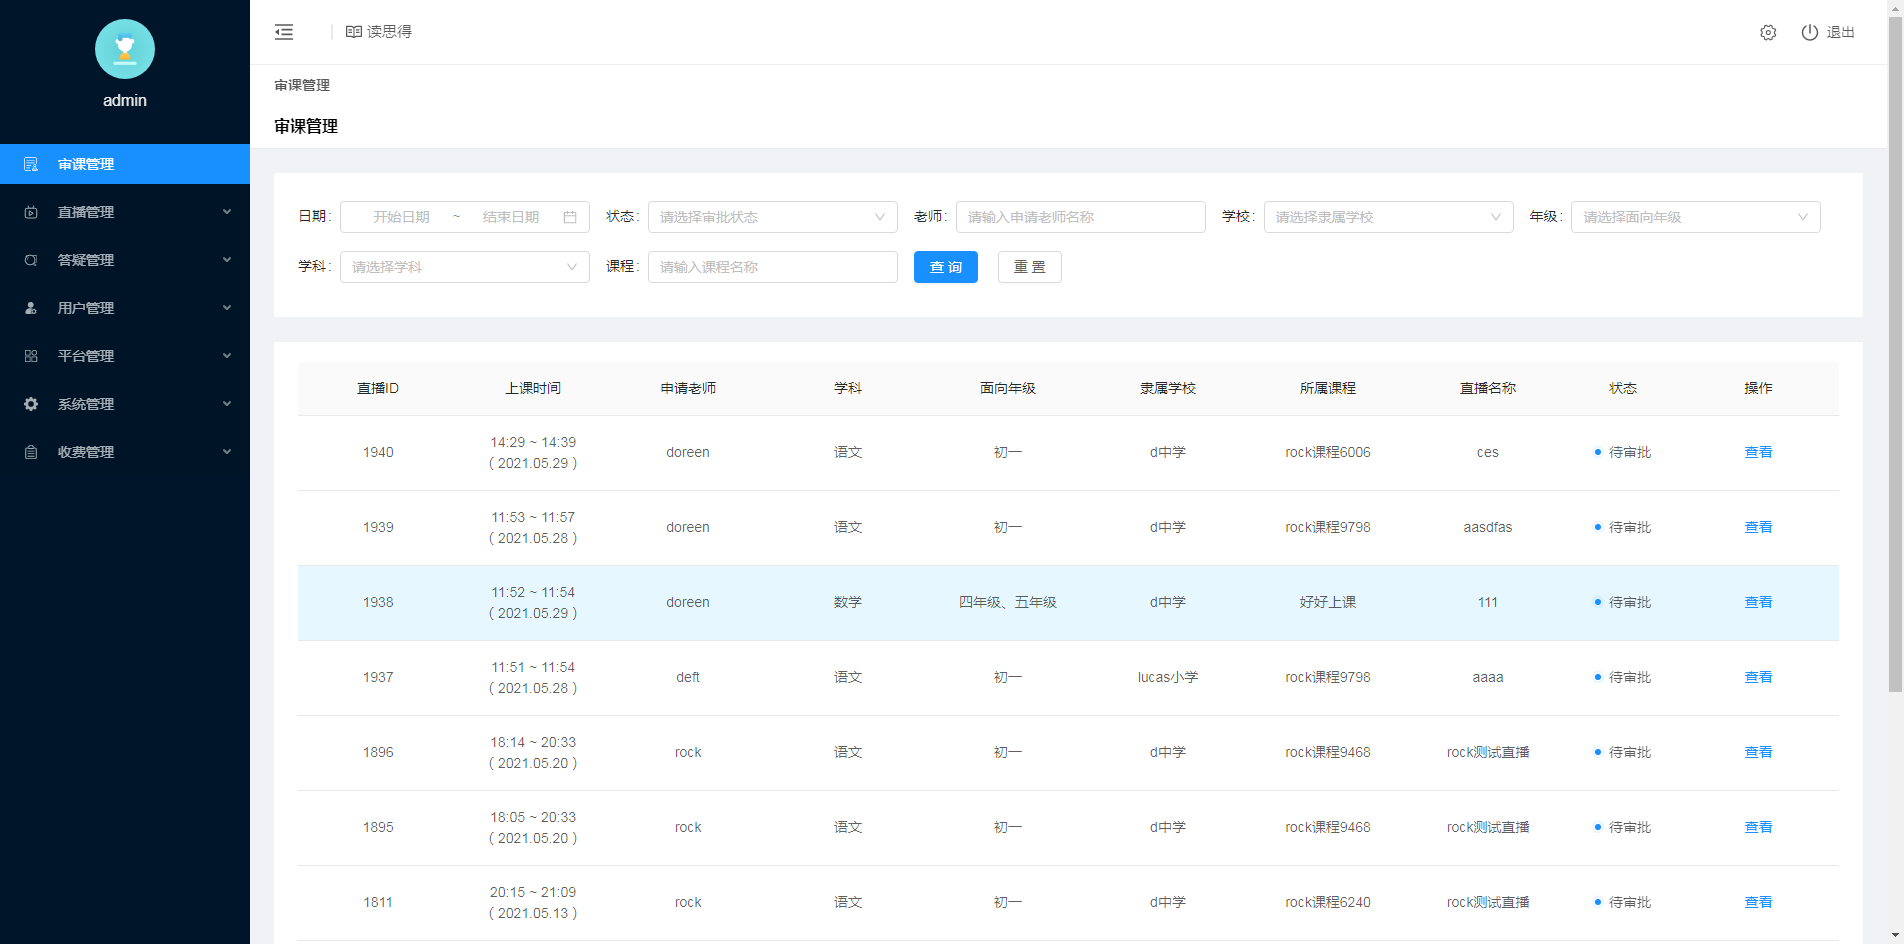 admin
审课管理
直播管理
答疑管理
用户管理
平台管理
系统管理
收费管理
读思得
退出
审课管理
审课管理
日期: 开始日期 ~ 结束日期 状态: 请选择审批状态 老师: 请输入申请老师名称 学校: 请选择隶属学校 年级: 请选择面向年级
学科: 请选择学科 课程: 请输入课程名称 查 询 重 置
直播ID 上课时间 申请老师 学科 面向年级 隶属学校 所属课程 直播名称 状态 操作
1940 14:29 ~ 14:39 ( 2021.05.29 ) doreen 语文 初一 d中学 rock课程6006 ces 待审批 查看
1939 11:53 ~ 11:57 ( 2021.05.28 ) doreen 语文 初一 d中学 rock课程9798 aasdfas 待审批 查看
1938 11:52 ~ 11:54 ( 2021.05.29 ) doreen 数学 四年级、五年级 d中学 好好上课 111 待审批 查看
1937 11:51 ~ 11:54 ( 2021.05.28 ) deft 语文 初一 lucas小学 rock课程9798 aaaa 待审批 查看
1896 18:14 ~ 20:33 ( 2021.05.20 ) rock 语文 初一 d中学 rock课程9468 rock测试直播 待审批 查看
1895 18:05 ~ 20:33 ( 2021.05.20 ) rock 语文 初一 d中学 rock课程9468 rock测试直播 待审批 查看
1811 20:15 ~ 21:09 ( 2021.05.13 ) rock 语文 初一 d中学 rock课程6240 rock测试直播 待审批 查看